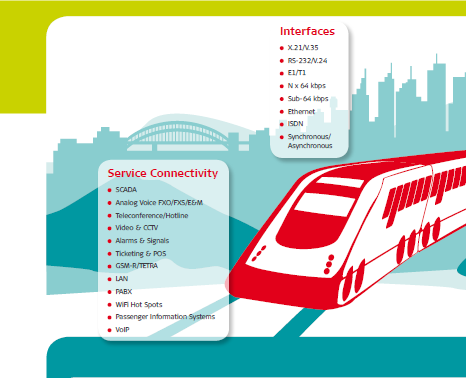 Interfaces
• X.21/V.35
• RS-232/V.24
• E1/T1
• N x 64 kbps
• Sub-64 kbps
• Ethernet
• ISDN
• Synchronous/
Asynchronous
Service Connectivity
• SCADA
• Analog Voice FXO/FXS/E&M
• Teleconference/Hotline
• Video & CCTV
• Alarms & Signals
• Ticketing & POS
• GSM-R/TETRA
• LAN
• PABX
• WiFi Hot Spots
• Passenger Information Systems
• VoIP